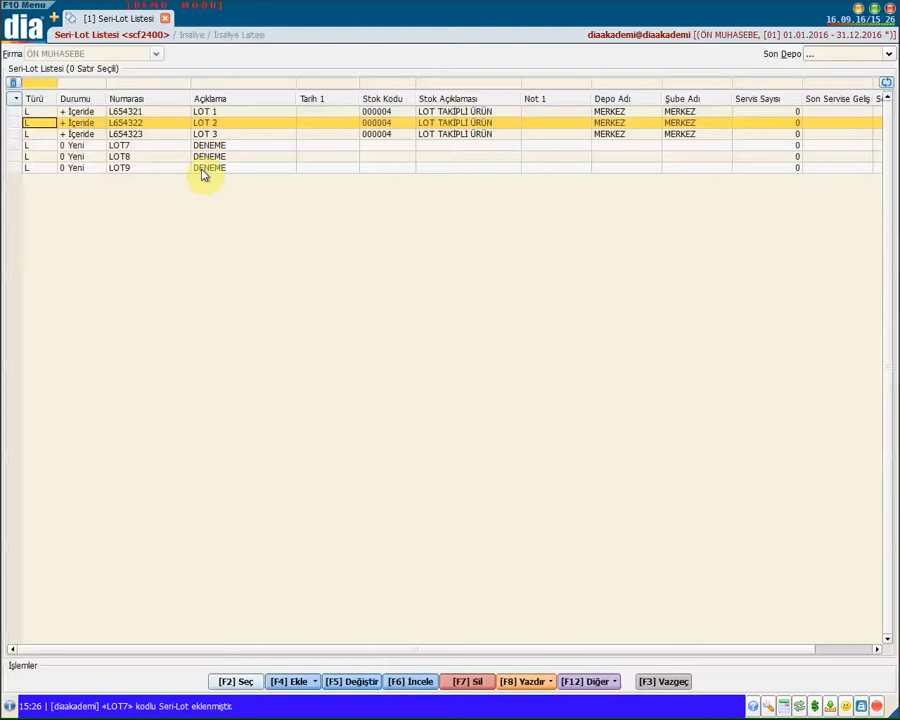 F10 Menu
[DEMO MODU]
dia
[1] Seri-Lot Listesi
16.09.16/15 26
Seri-Lot Listesi <scf2400> / İrsaliye / İrsaliye Listesi
diaakademi@diaakademi [(ÖN MUHASEBE, [01] 01.01.2016 - 31.12.2016 *)]
Firma ÖN MUHASEBE
Son Depo ...
Seri-Lot Listesi (0 Satır Seçili)
Türü Durumu Numarası Açıklama Tarih 1 Stok Kodu Stok Açıklaması Not 1 Depo Adı Şube Adı Servis Sayısı Son Servise Geliş
L + İçeride L654321 LOT 1 000004 LOT TAKİPLİ ÜRÜN MERKEZ MERKEZ 0
L + İçeride L654322 LOT 2 000004 LOT TAKİPLİ ÜRÜN MERKEZ MERKEZ 0
L + İçeride L654323 LOT 3 000004 LOT TAKİPLİ ÜRÜN MERKEZ MERKEZ 0
L 0 Yeni LOT7 DENEME 0
L 0 Yeni LOT8 DENEME 0
L 0 Yeni LOT9 DENEME 0
İşlemler
[F2] Seç [F4] Ekle [F5] Değiştir [F6] İncele [F7] Sil [F8] Yazdır [F12] Diğer [F3] Vazgeç
15:26 | [diaakademi] «LOT7» kodlu Seri-Lot eklenmiştir.